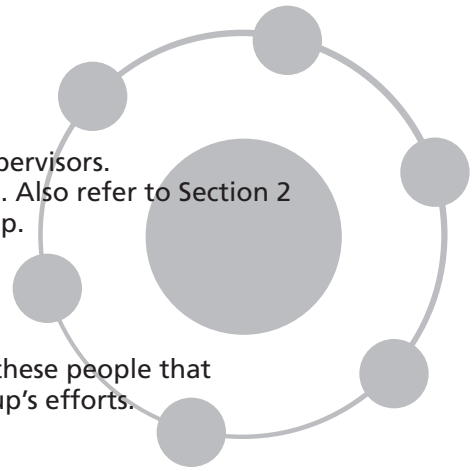 pervisors.
. Also refer to Section 2
p.
these people that
up's efforts.